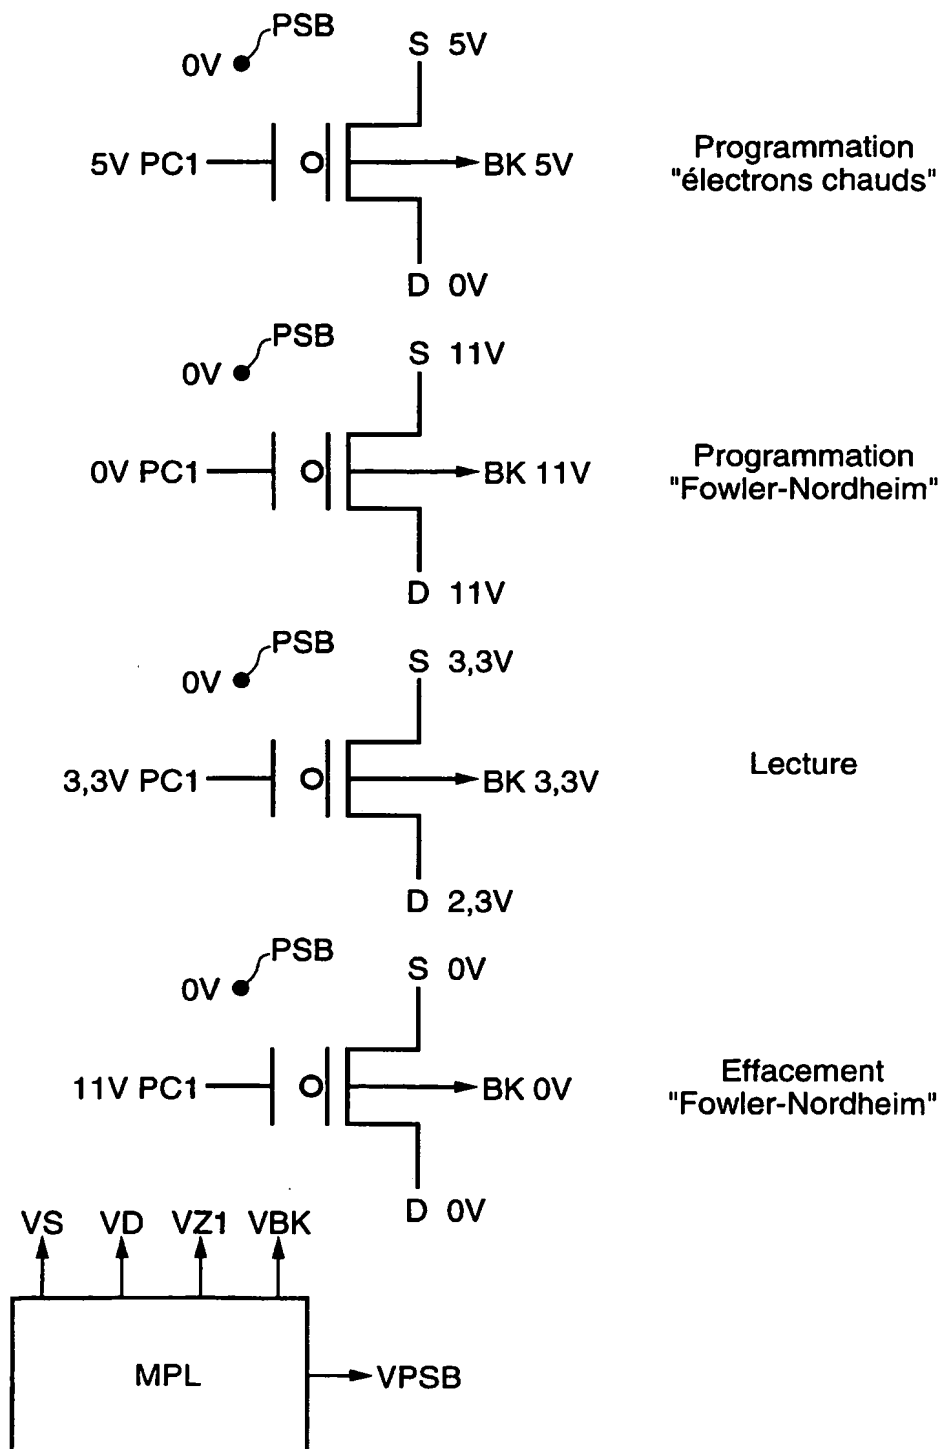 PSB
0V
S 5V
5V PC1
BK 5V
D 0V
Programmation
"électrons chauds"
PSB
0V
S 11V
0V PC1
BK 11V
D 11V
Programmation
"Fowler-Nordheim"
PSB
0V
S 3,3V
3,3V PC1
BK 3,3V
D 2,3V
Lecture
PSB
0V
S 0V
11V PC1
BK 0V
D 0V
Effacement
"Fowler-Nordheim"
VS VD VZ1 VBK
MPL
VPSB